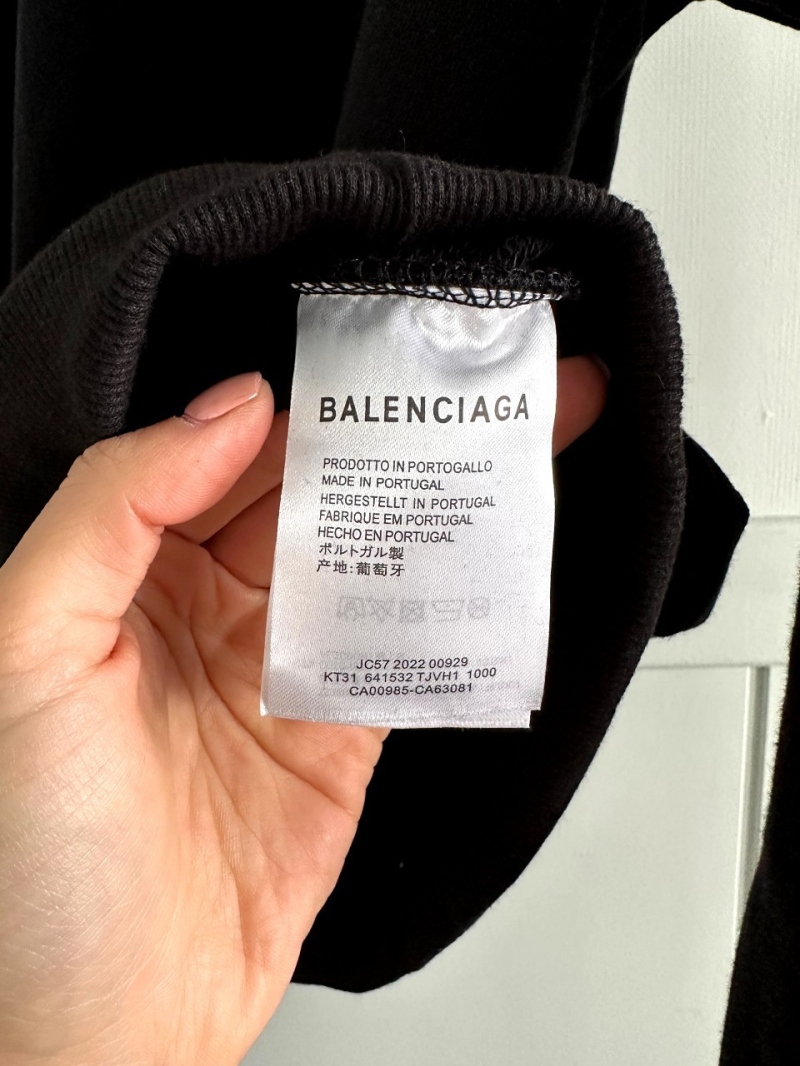 BALENCIAGA
PRODOTTO IN PORTOGALLO
MADE IN PORTUGAL
HERGESTELLT IN PORTUGAL
FABRIQUE EM PORTUGAL
HECHO EN PORTUGAL
ポルトガル製
产地:葡萄牙
JC57 2022 00929
KT31 641532 TJVH1 1000
CA00985-CA63081